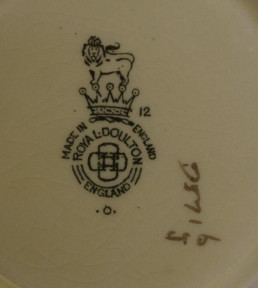 12
MADE IN ENGLAND
ROYAL-DOULTON
ENGLAND
.O.